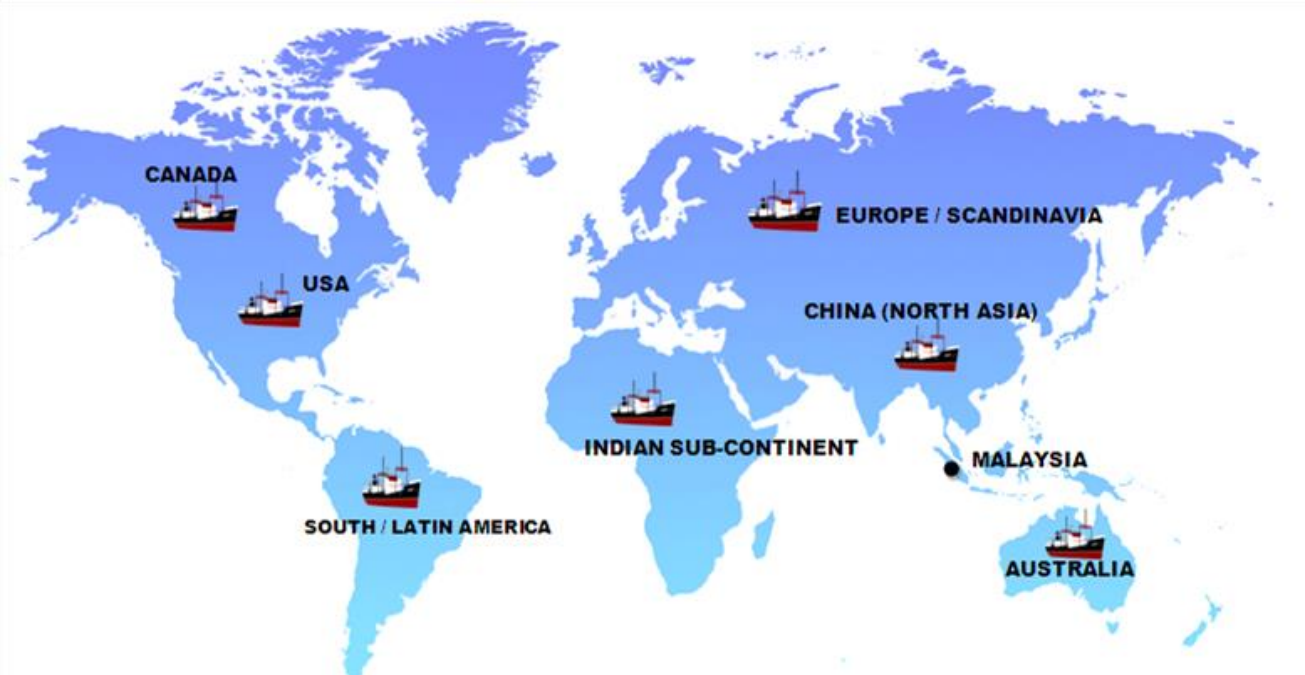 CANADA
EUROPE / SCANDINAVIA
USA
CHINA (NORTH ASIA)
INDIAN SUB-CONTINENT
MALAYSIA
SOUTH / LATIN AMERICA
AUSTRALIA